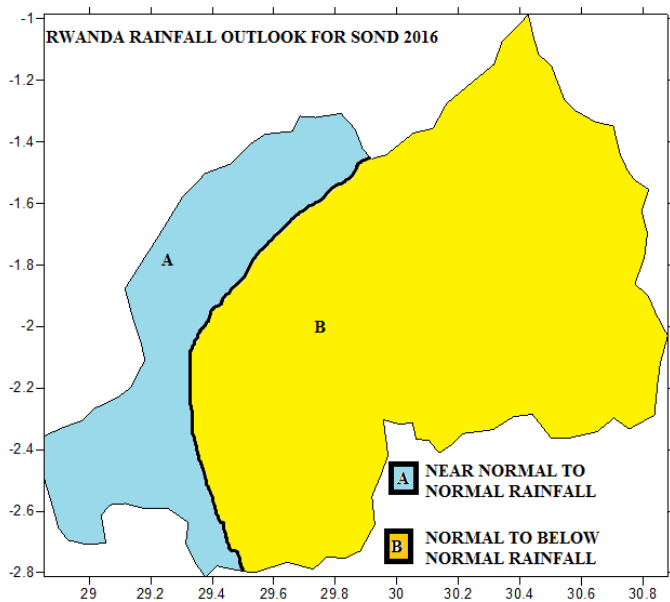 RWANDA RAINFALL OUTLOOK FOR SOND 2016
-1
-1.2
-1.4
-1.6
-1.8
-2
-2.2
-2.4
-2.6
-2.8
A
B
A NEAR NORMAL TO
NORMAL RAINFALL
B NORMAL TO BELOW
NORMAL RAINFALL
29 29.2 29.4 29.6 29.8 30 30.2 30.4 30.6 30.8